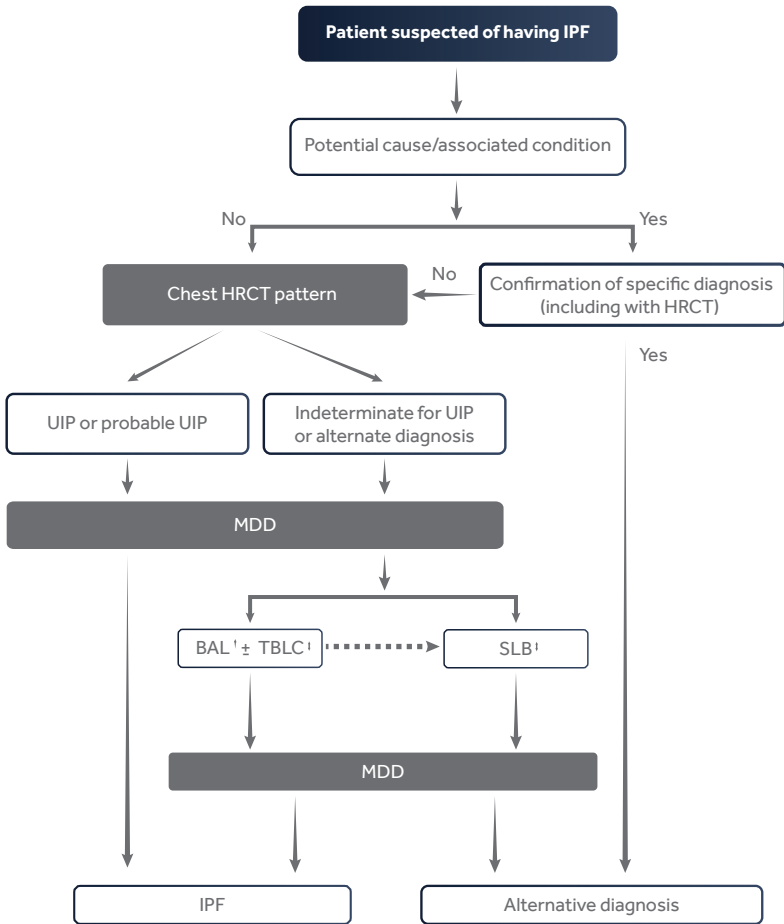 Patient suspected of having IPF
Potential cause/associated condition
No
Yes
Chest HRCT pattern
No
Confirmation of specific diagnosis
(including with HRCT)
Yes
UIP or probable UIP
Indeterminate for UIP
or alternate diagnosis
MDD
BAL † ± TBLC ‡
SLB ‡
MDD
IPF
Alternative diagnosis